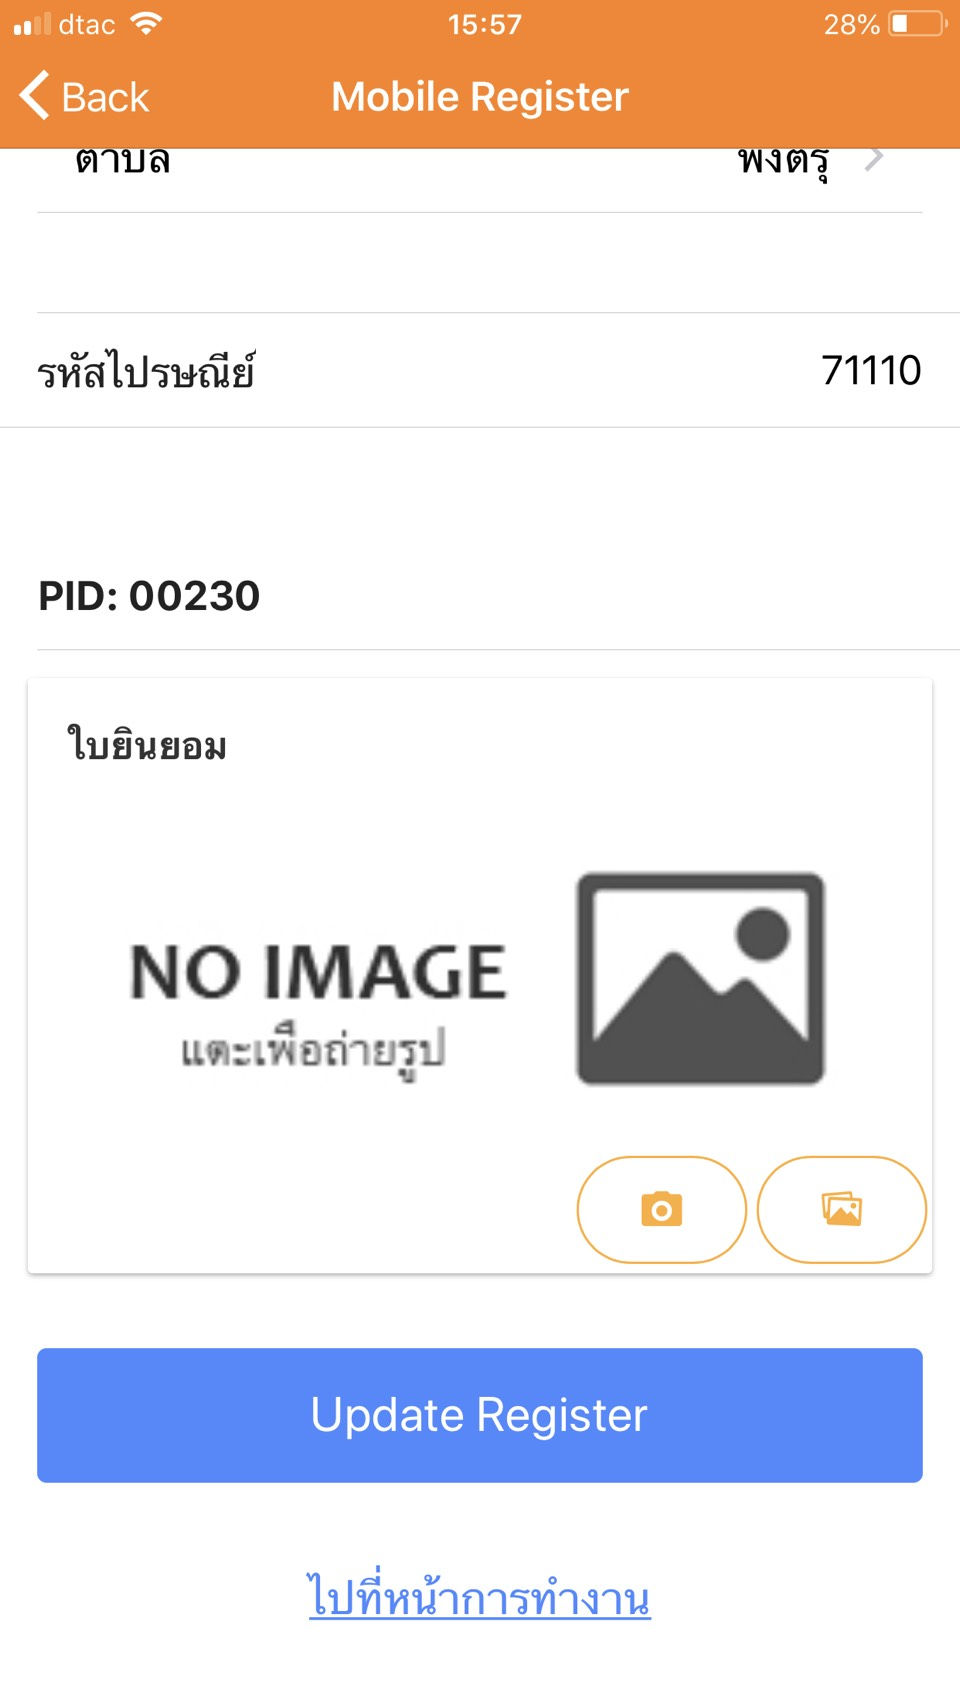 dtac 15:57 28%
Back Mobile Register
ตำบล พังตรุ
รหัสไปรษณีย์ 71110
PID: 00230
ใบยินยอม
NO IMAGE
แตะเพื่อถ่ายรูป
Update Register
ไปที่หน้าการทำงาน